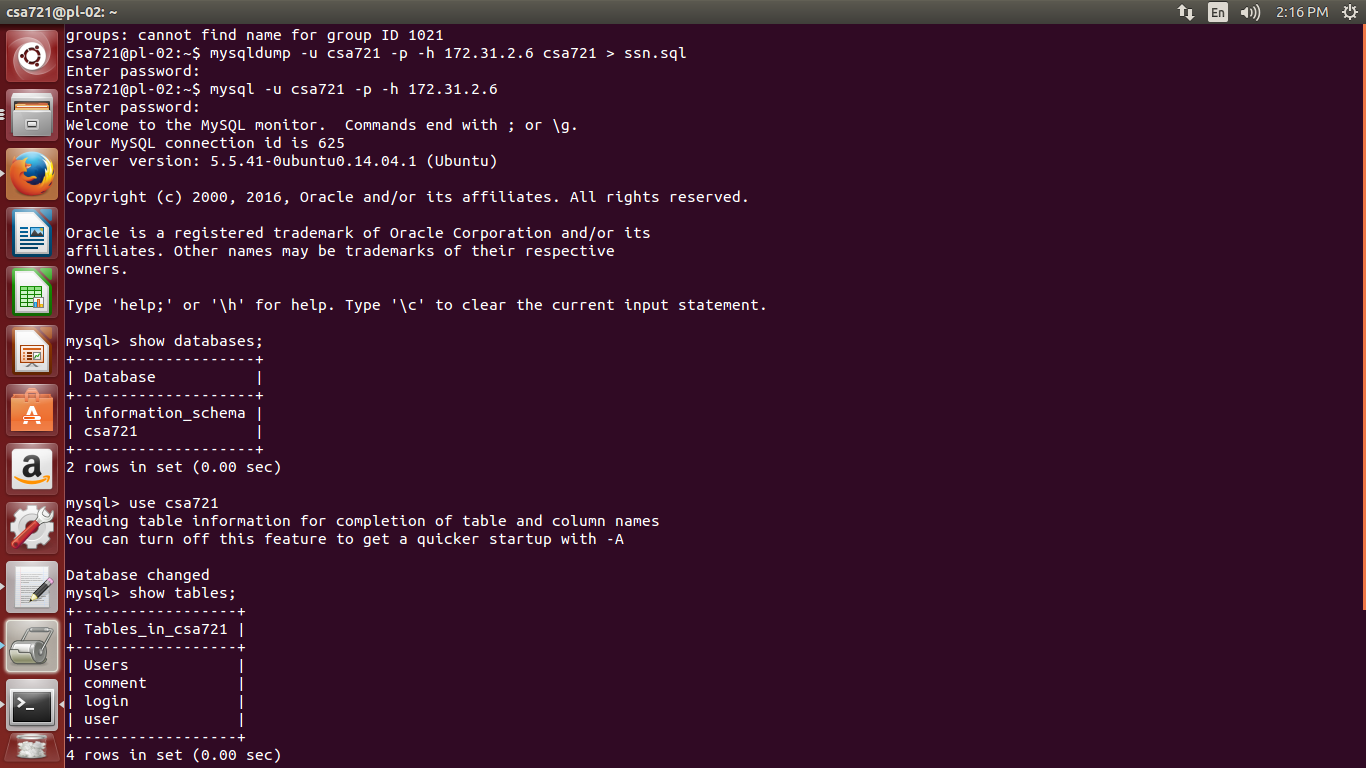 csa721@pl-02: ~
En
2:16 PM
groups: cannot find name for group ID 1021
csa721@pl-02:~$ mysqldump -u csa721 -p -h 172.31.2.6 csa721 > ssn.sql
Enter password:
csa721@pl-02:~$ mysql -u csa721 -p -h 172.31.2.6
Enter password:
Welcome to the MySQL monitor.  Commands end with ; or \g.
Your MySQL connection id is 625
Server version: 5.5.41-0ubuntu0.14.04.1 (Ubuntu)

Copyright (c) 2000, 2016, Oracle and/or its affiliates. All rights reserved.

Oracle is a registered trademark of Oracle Corporation and/or its
affiliates. Other names may be trademarks of their respective
owners.

Type 'help;' or '\h' for help. Type '\c' to clear the current input statement.

mysql> show databases;
+--------------------+
| Database           |
+--------------------+
| information_schema |
| csa721             |
+--------------------+
2 rows in set (0.00 sec)

mysql> use csa721
Reading table information for completion of table and column names
You can turn off this feature to get a quicker startup with -A

Database changed
mysql> show tables;
+------------------+
| Tables_in_csa721 |
+------------------+
| Users            |
| comment          |
| login            |
| user             |
+------------------+
4 rows in set (0.00 sec)